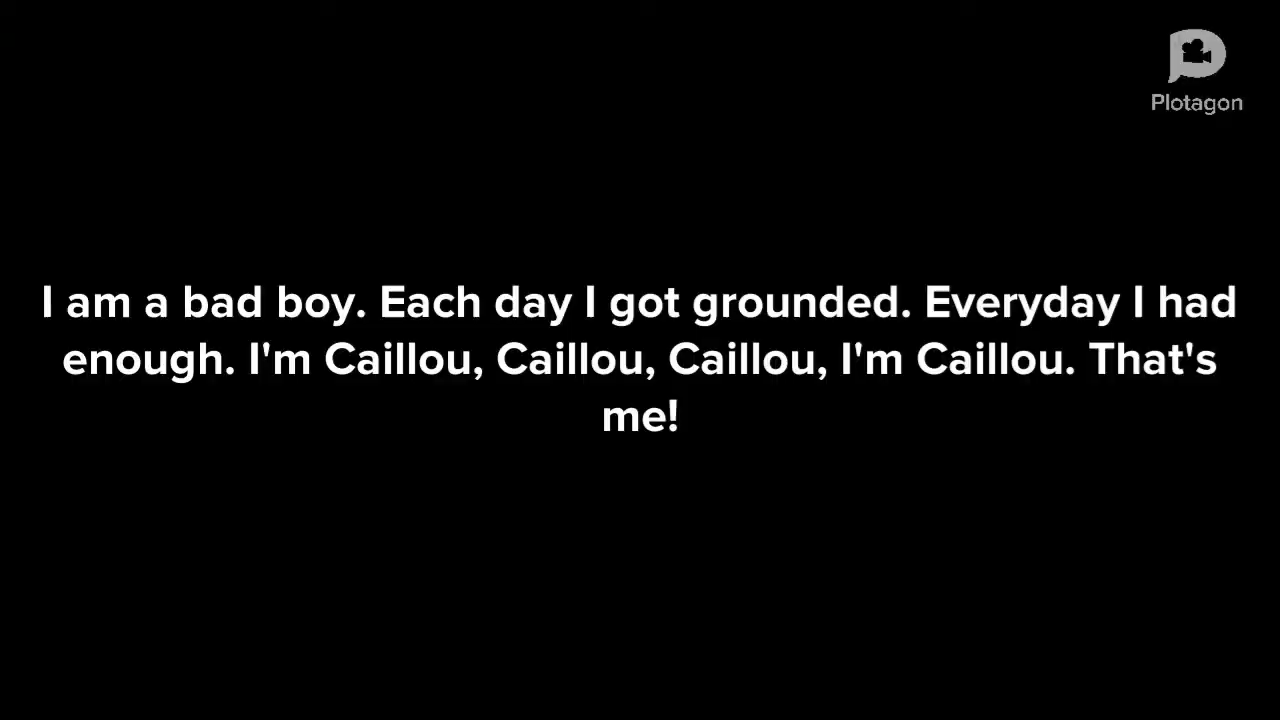 Plotagon
I am a bad boy. Each day I got grounded. Everyday I had
enough. I'm Caillou, Caillou, Caillou, I'm Caillou. That's
me!